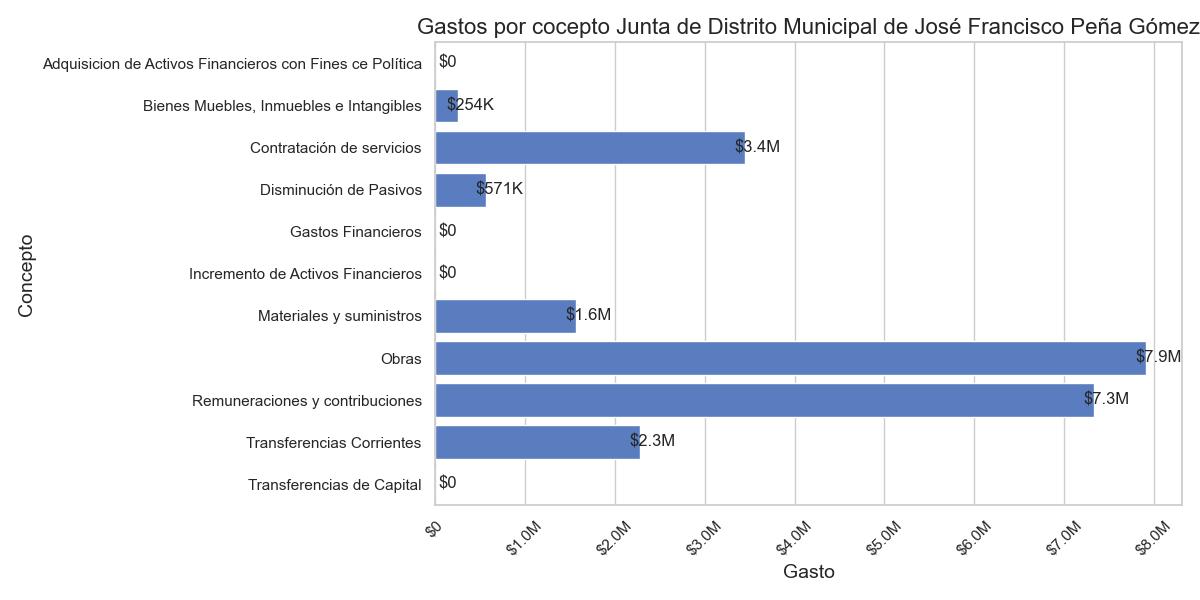 Gastos por cocepto Junta de Distrito Municipal de José Francisco Peña Gómez
Concepto
Adquisicion de Activos Financieros con Fines ce Política $0
Bienes Muebles, Inmuebles e Intangibles $254K
Contratación de servicios $3.4M
Disminución de Pasivos $571K
Gastos Financieros $0
Incremento de Activos Financieros $0
Materiales y suministros $1.6M
Obras $7.9M
Remuneraciones y contribuciones $7.3M
Transferencias Corrientes $2.3M
Transferencias de Capital $0
$0 $1.0M $2.0M $3.0M $4.0M $5.0M $6.0M $7.0M $8.0M
Gasto